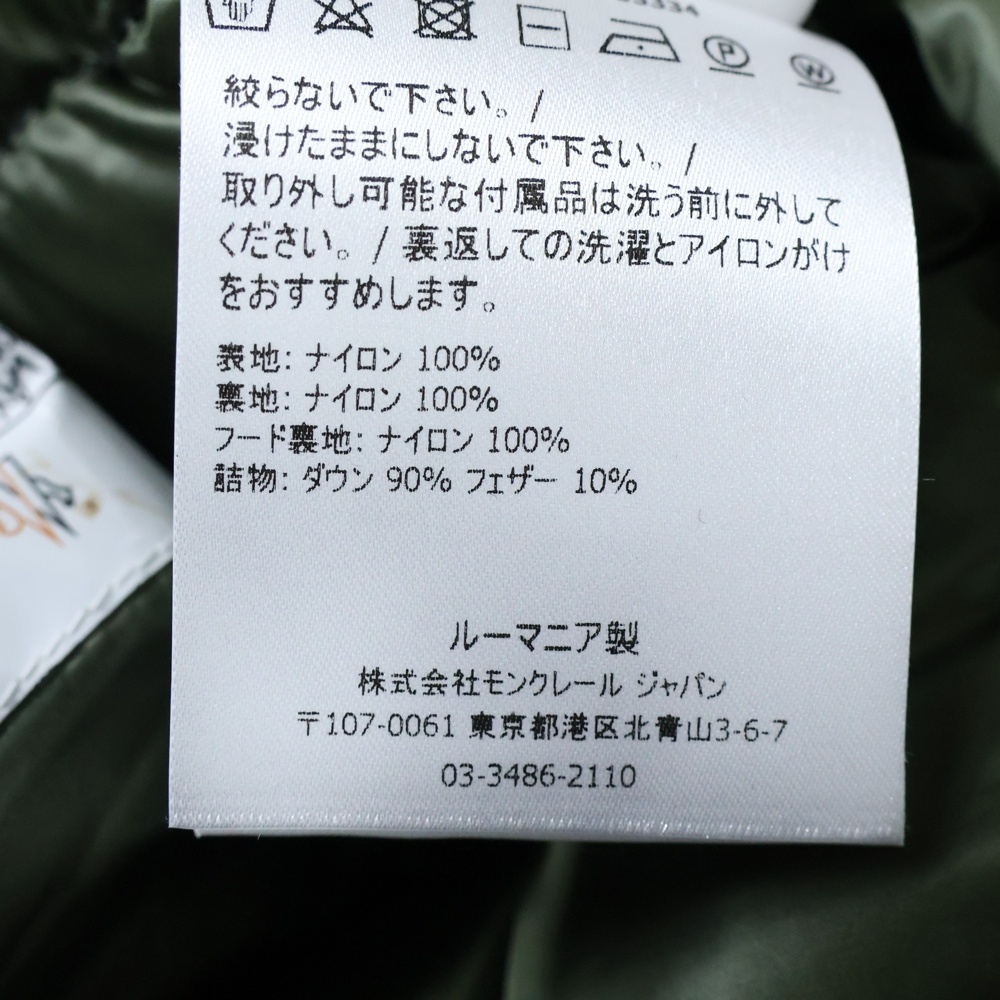 P W
絞らないで下さい。/
浸けたままにしないで下さい。/
取り外し可能な付属品は洗う前に外して
ください。/ 裏返しての洗濯とアイロンがけ
をおすすめします。
表地: ナイロン 100%
裏地: ナイロン 100%
フード裏地: ナイロン 100%
詰物: ダウン 90% フェザー 10%
ルーマニア製
株式会社モンクレール ジャパン
〒107-0061 東京都港区北青山3-6-7
03-3486-2110